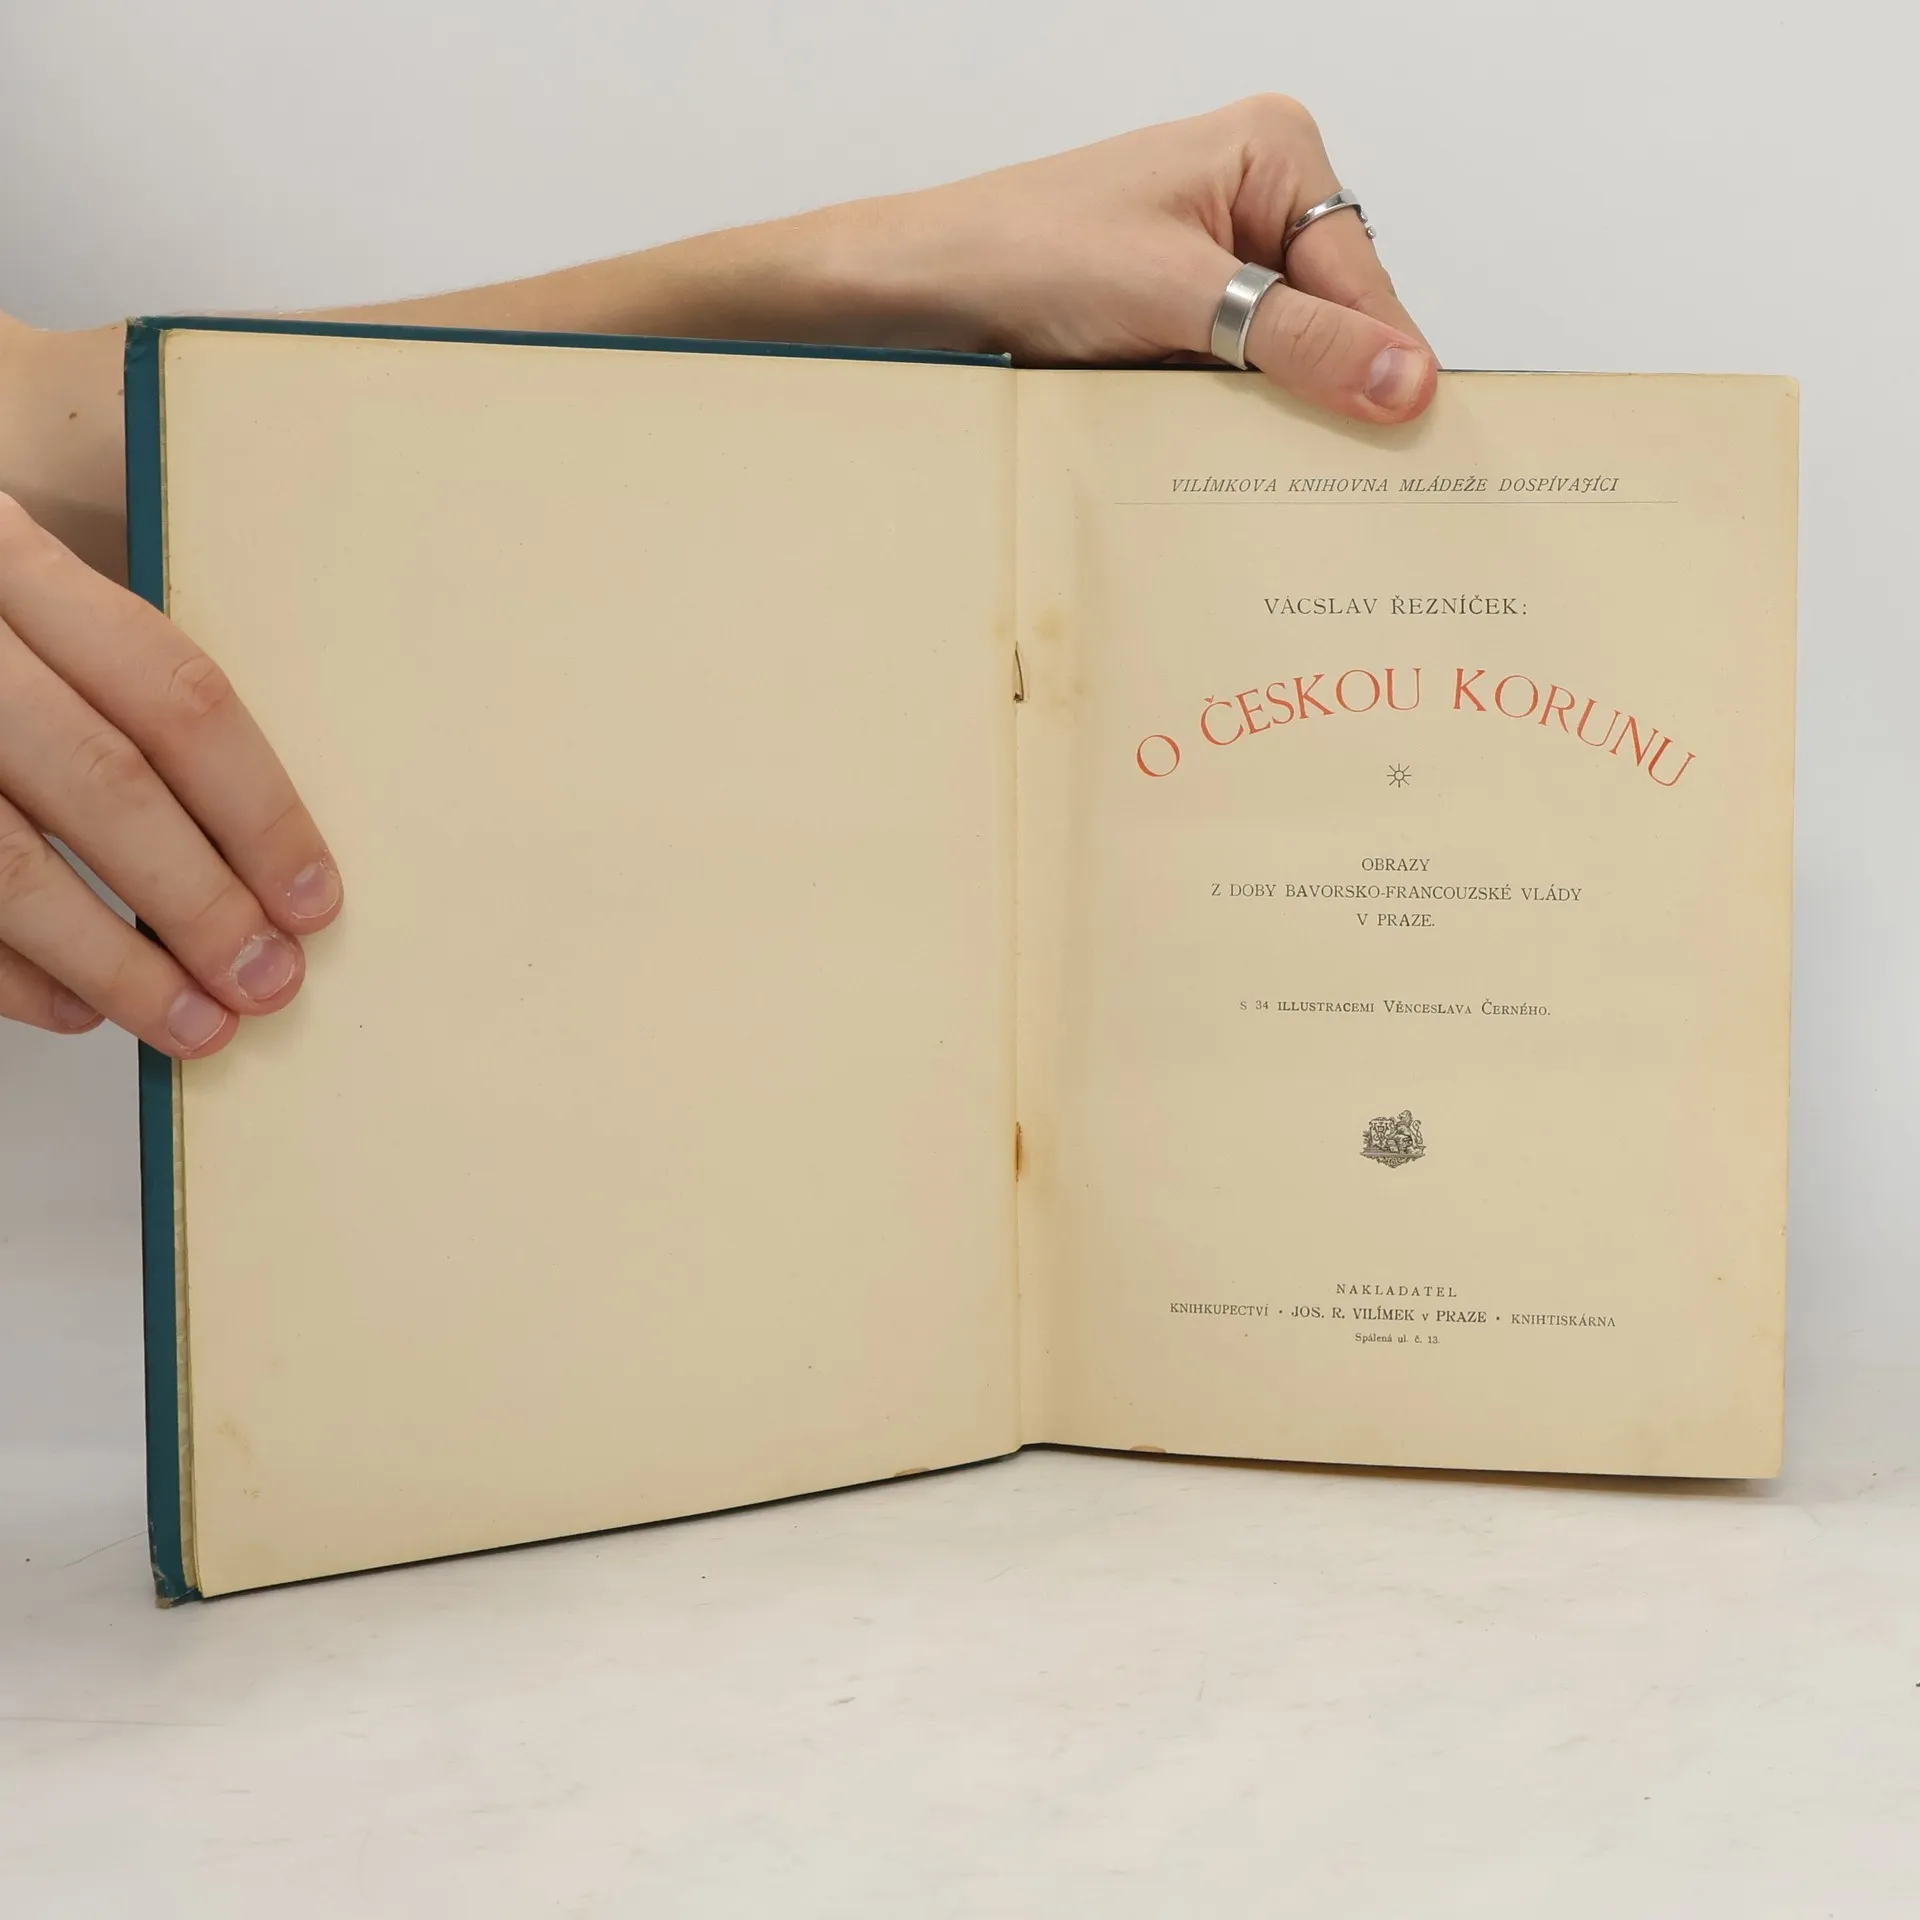 VILÍMKOVA KNIHOVNA MLÁDEŽE DOSPÍVAJÍCI
VÁCSLAV ŘEZNÍČEK:
O ČESKOU KORUNU
OBRAZY
Z DOBY BAVORSKO-FRANCOUZSKÉ VLÁDY
V PRAZE.
S 34 ILLUSTRACEMI VĚNCESLAVA ČERNÉHO.
NAKLADATEL
KNIHKUPECTVÍ • JOS. R. VILÍMEK v PRAZE • KNIHTISKÁRNA
Spálená ul. č. 13.